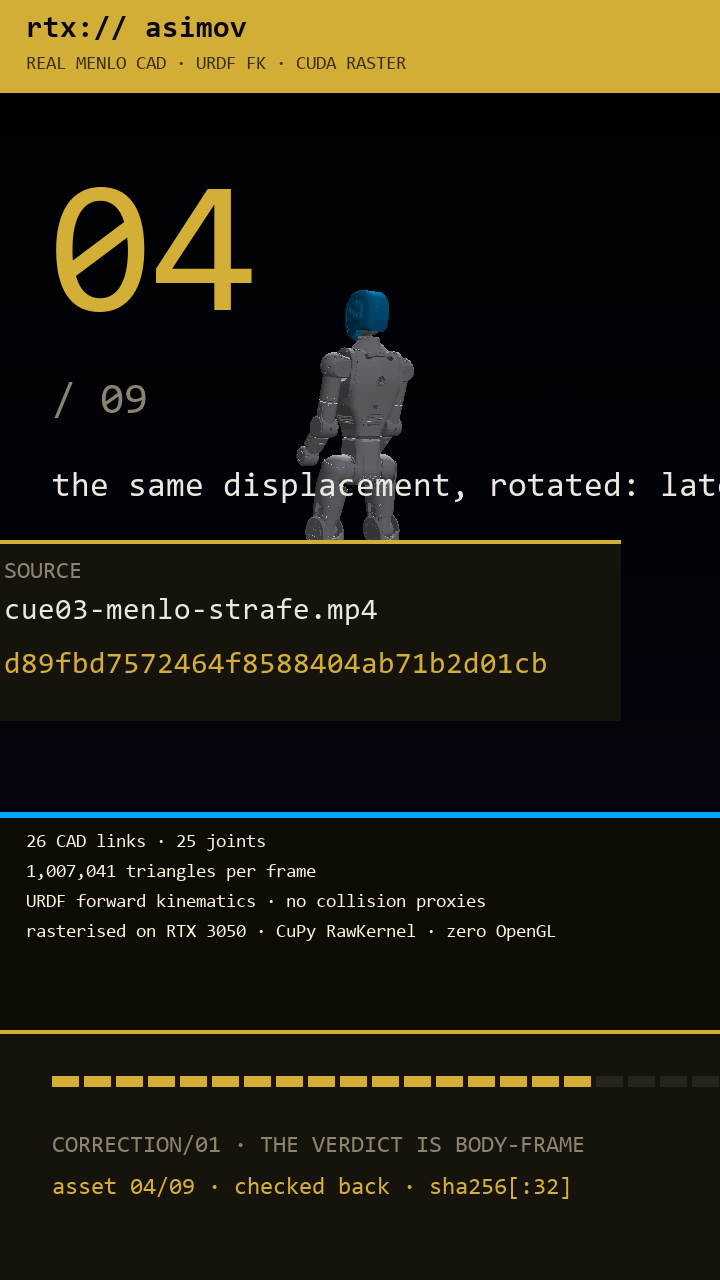 rtx:// asimov
REAL MENLO CAD · URDF FK · CUDA RASTER
04
/ 09
the same displacement, rotated:
SOURCE
cue03-menlo-strafe.mp4
d89fbd7572464f8588404ab71b2d01cb
26 CAD links · 25 joints
1,007,041 triangles per frame
URDF forward kinematics · no collision proxies
rasterised on RTX 3050 · CuPy RawKernel · zero OpenGL
CORRECTION/01 · THE VERDICT IS BODY-FRAME
asset 04/09 · checked back · sha256[:32]